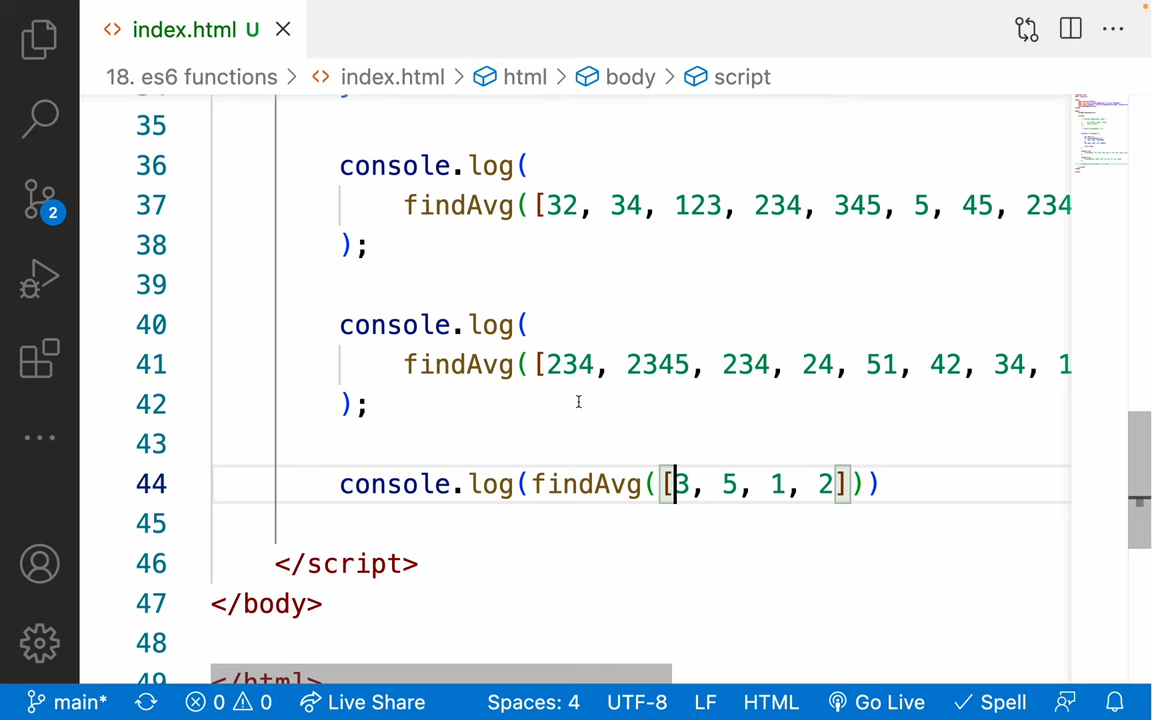 index.html U
18. es6 functions > index.html > html > body > script
35
36 console.log(
37 findAvg([32, 34, 123, 234, 345, 5, 45, 234
38 );
39
40 console.log(
41 findAvg([234, 2345, 234, 24, 51, 42, 34, 1
42 );
43
44 console.log(findAvg([3, 5, 1, 2]))
45
46 </script>
47 </body>
48
49 </html>
2
main* 0 0 Live Share Spaces: 4 UTF-8 LF HTML Go Live Spell